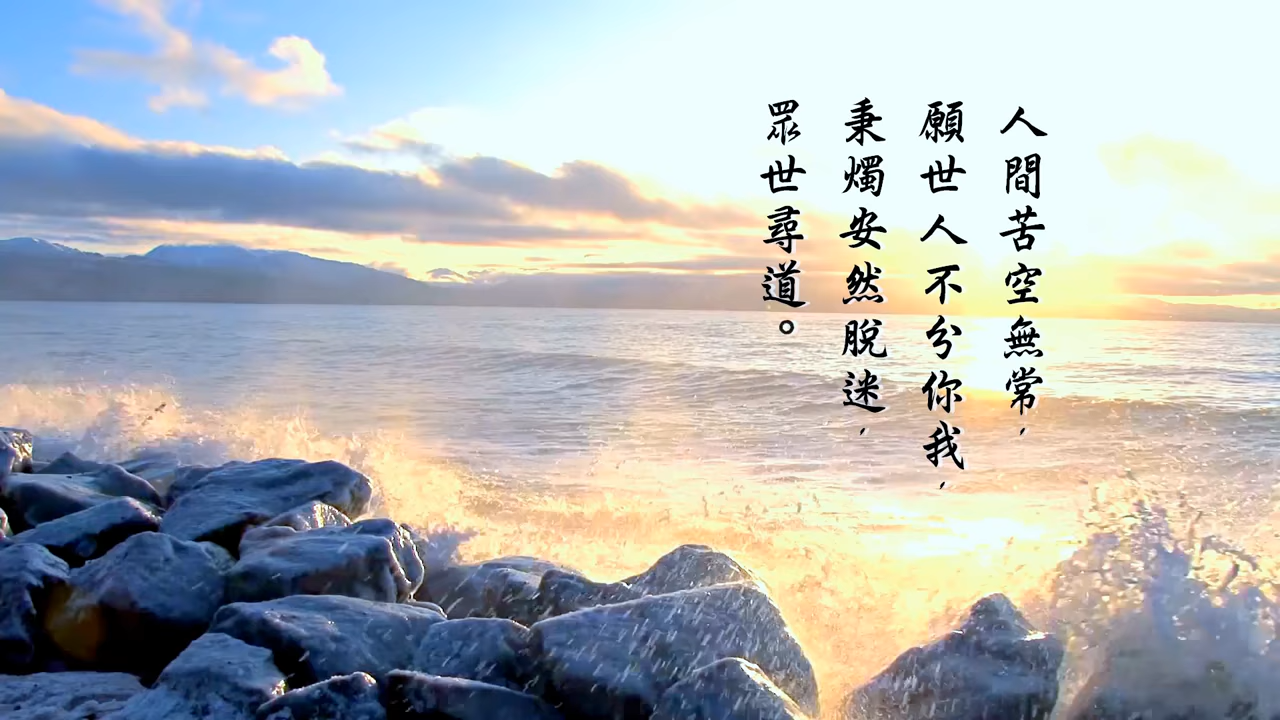 人間苦空無常，
願世人不分你我，
秉燭安然脫迷，
眾世尋道。